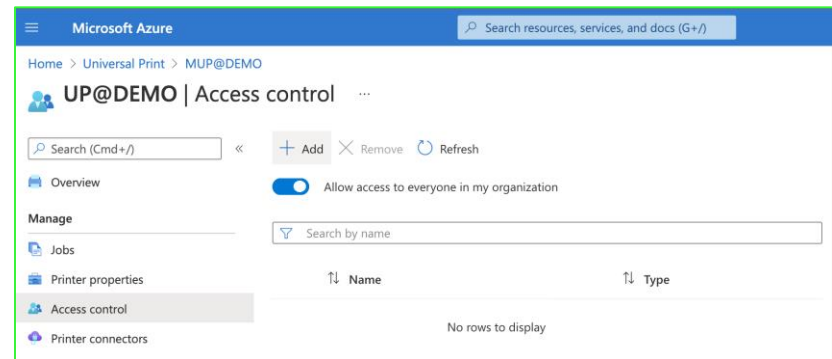 Microsoft Azure
Search resources, services, and docs (G+/)
Home > Universal Print > MUP@DEMO
UP@DEMO | Access control ...
Search (Cmd+/) «
Add Remove Refresh
Overview
Allow access to everyone in my organization
Manage
Search by name
Jobs
Printer properties
Name Type
Access control
No rows to display
Printer connectors